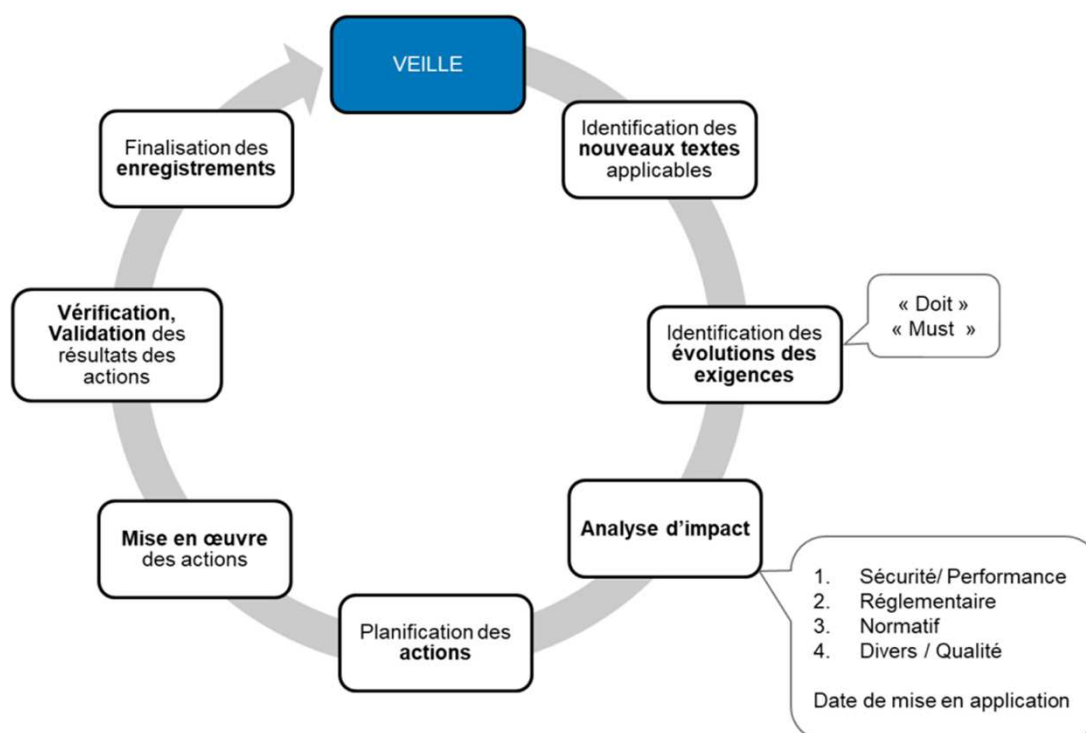 VEILLE
Identification des
nouveaux textes
applicables
Identification des
évolutions des
exigences
« Doit »
« Must  »
Analyse d’impact
1. Sécurité/ Performance
2. Réglementaire
3. Normatif
4. Divers / Qualité
Date de mise en application
Planification des
actions
Mise en œuvre
des actions
Vérification,
Validation des
résultats des
actions
Finalisation des
enregistrements